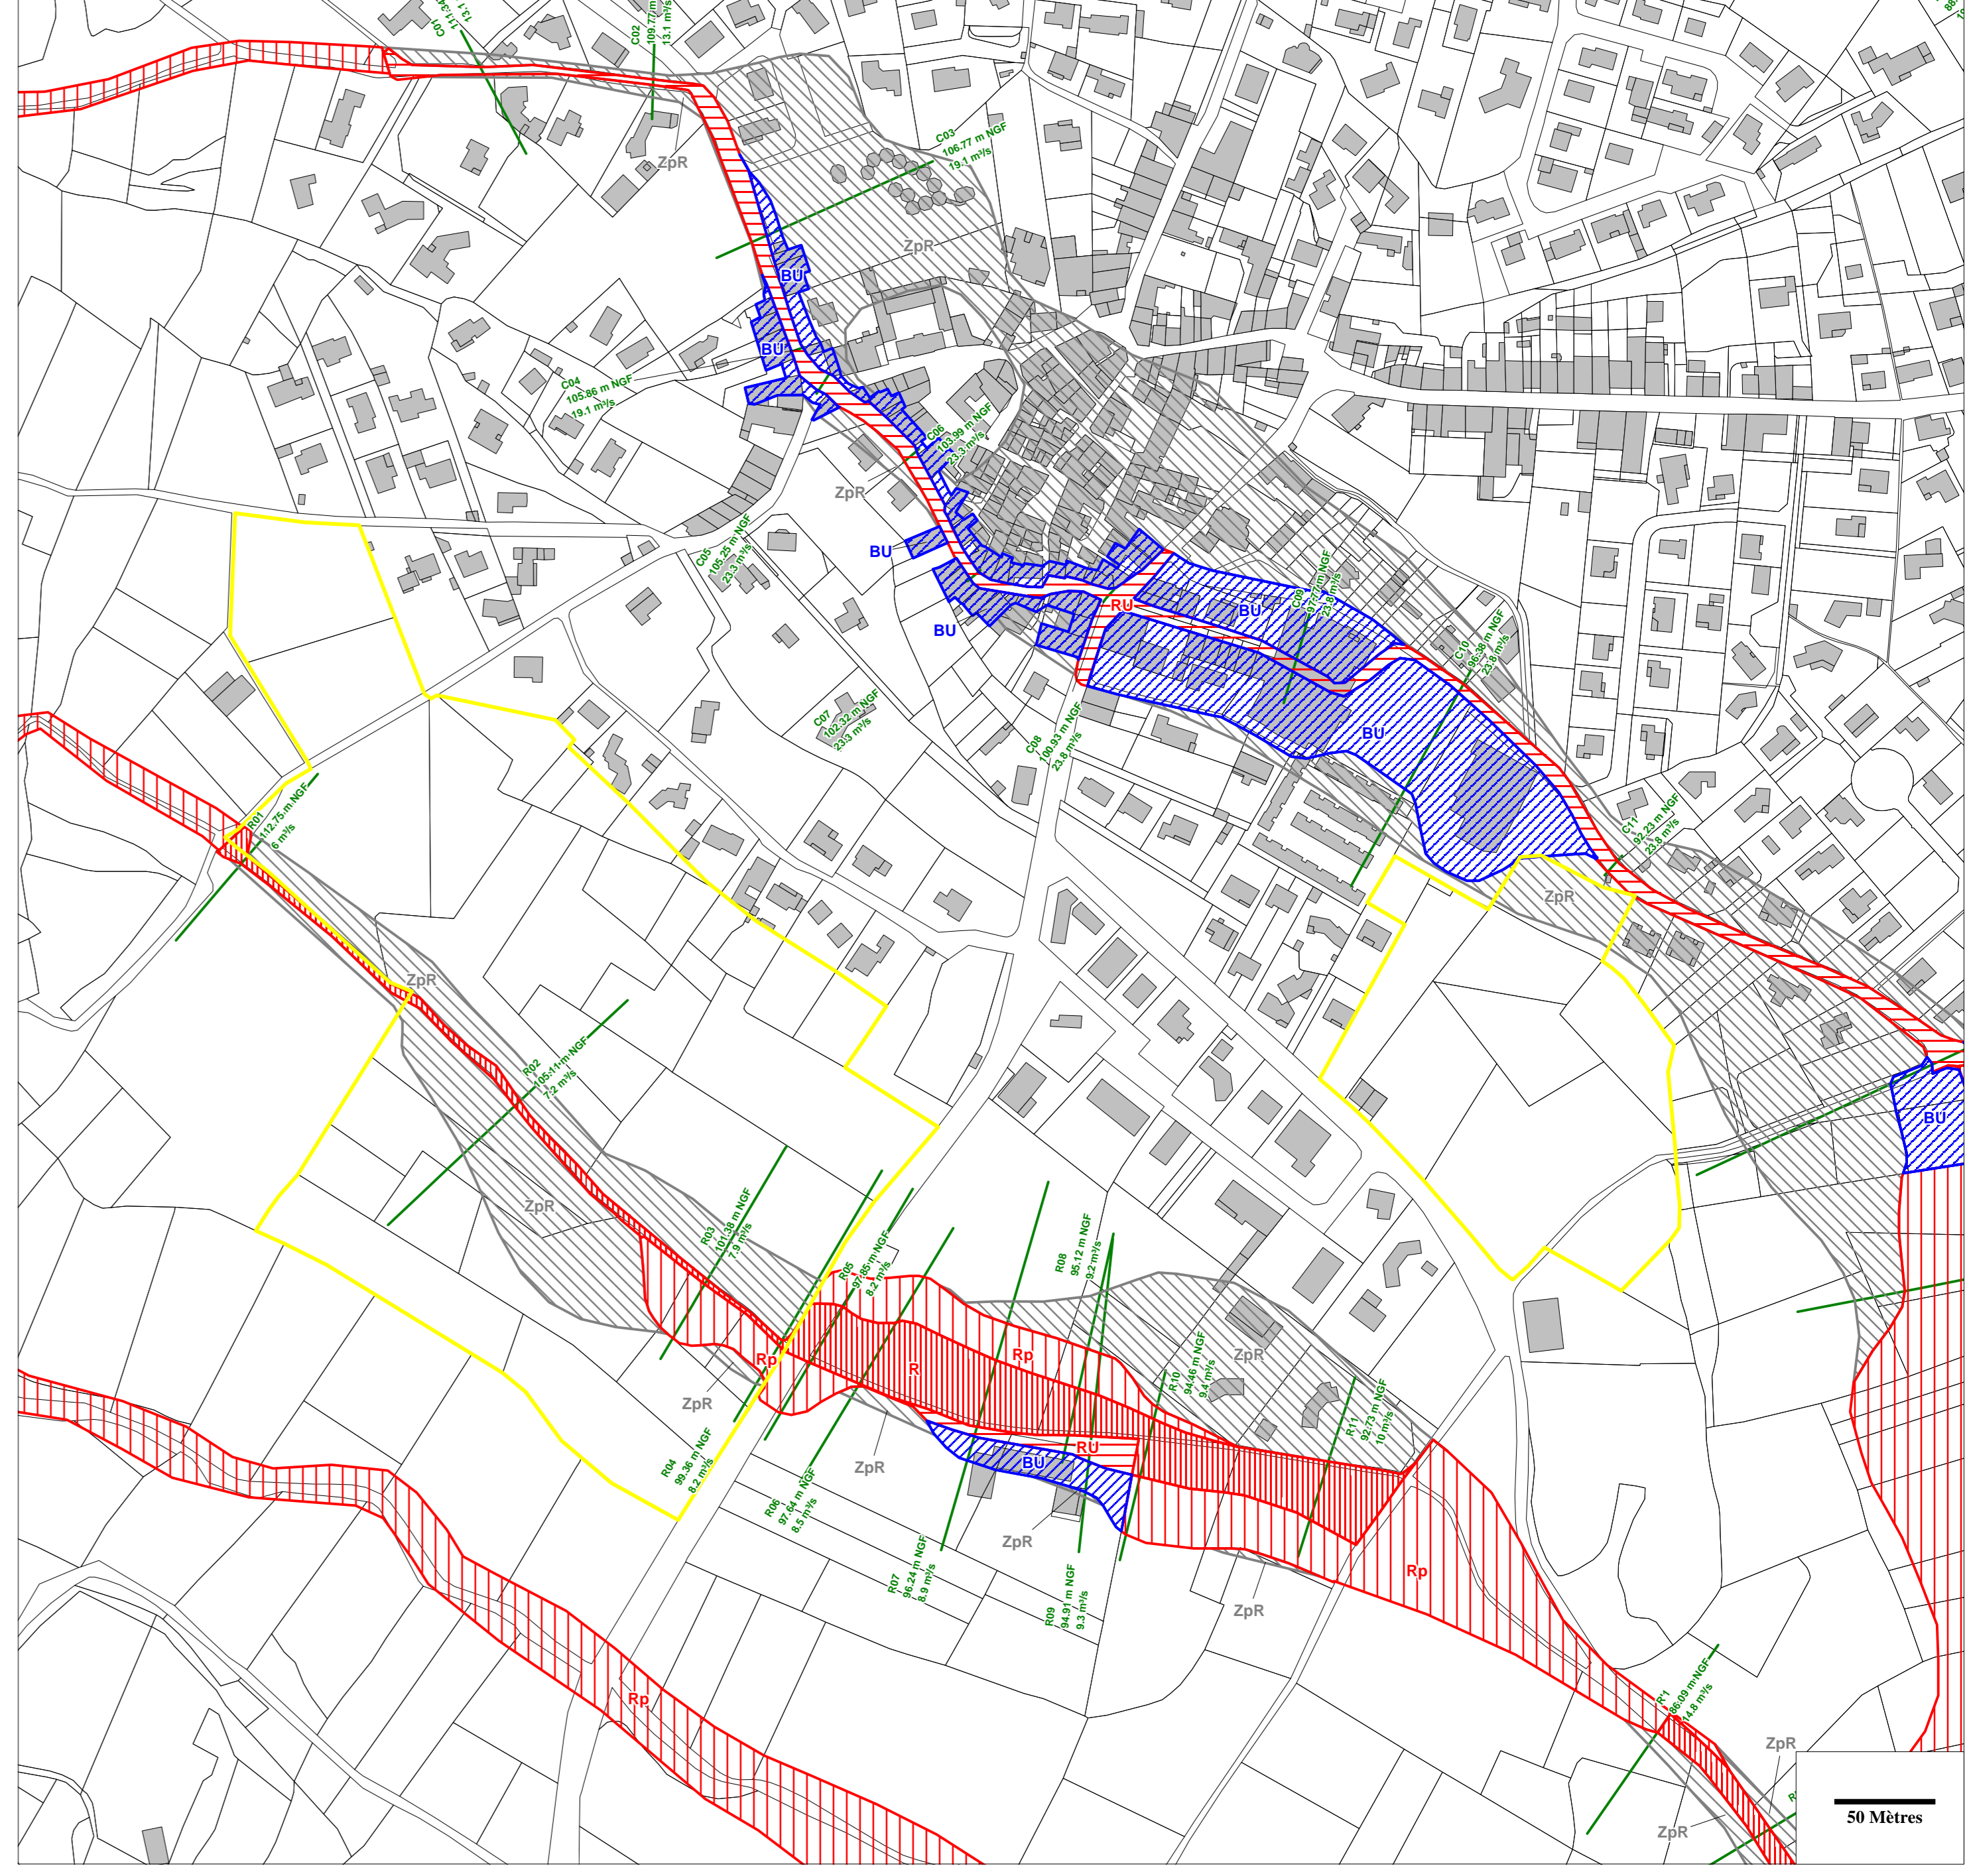 C01
C02
109.77 m
13.1 m³/s
C03
106.77 m NGF
19.1 m³/s
ZpR
ZpR
BU
BU
C04
105.86 m NGF
19.1 m³/s
C06
103.99 m NGF
23.3 m³/s
ZpR
C05
105.25 m NGF
23.3 m³/s
BU
BU
RU
BU
C09
97.77 m NGF
23.8 m³/s
C10
96.38 m NGF
23.8 m³/s
C07
102.32 m NGF
23.3 m³/s
C08
100.93 m NGF
23.8 m³/s
BU
R01
112.75 m NGF
6 m³/s
C11
92.23 m NGF
23.8 m³/s
ZpR
ZpR
R02
105.11 m NGF
7.2 m³/s
BU
ZpR
R03
101.38 m NGF
7.9 m³/s
R05
97.85 m NGF
8.2 m³/s
R08
95.12 m NGF
9.2 m³/s
Rp
R
Rp
ZpR
R10
94.46 m NGF
9.4 m³/s
R11
92.73 m NGF
10 m³/s
ZpR
ZpR
RU
BU
R04
99.36 m NGF
8.2 m³/s
R06
97.64 m NGF
8.5 m³/s
ZpR
R07
96.24 m NGF
8.9 m³/s
R09
94.91 m NGF
9.3 m³/s
ZpR
Rp
Rp
R'1
86.09 m NGF
14.8 m³/s
ZpR
ZpR
50 Mètres